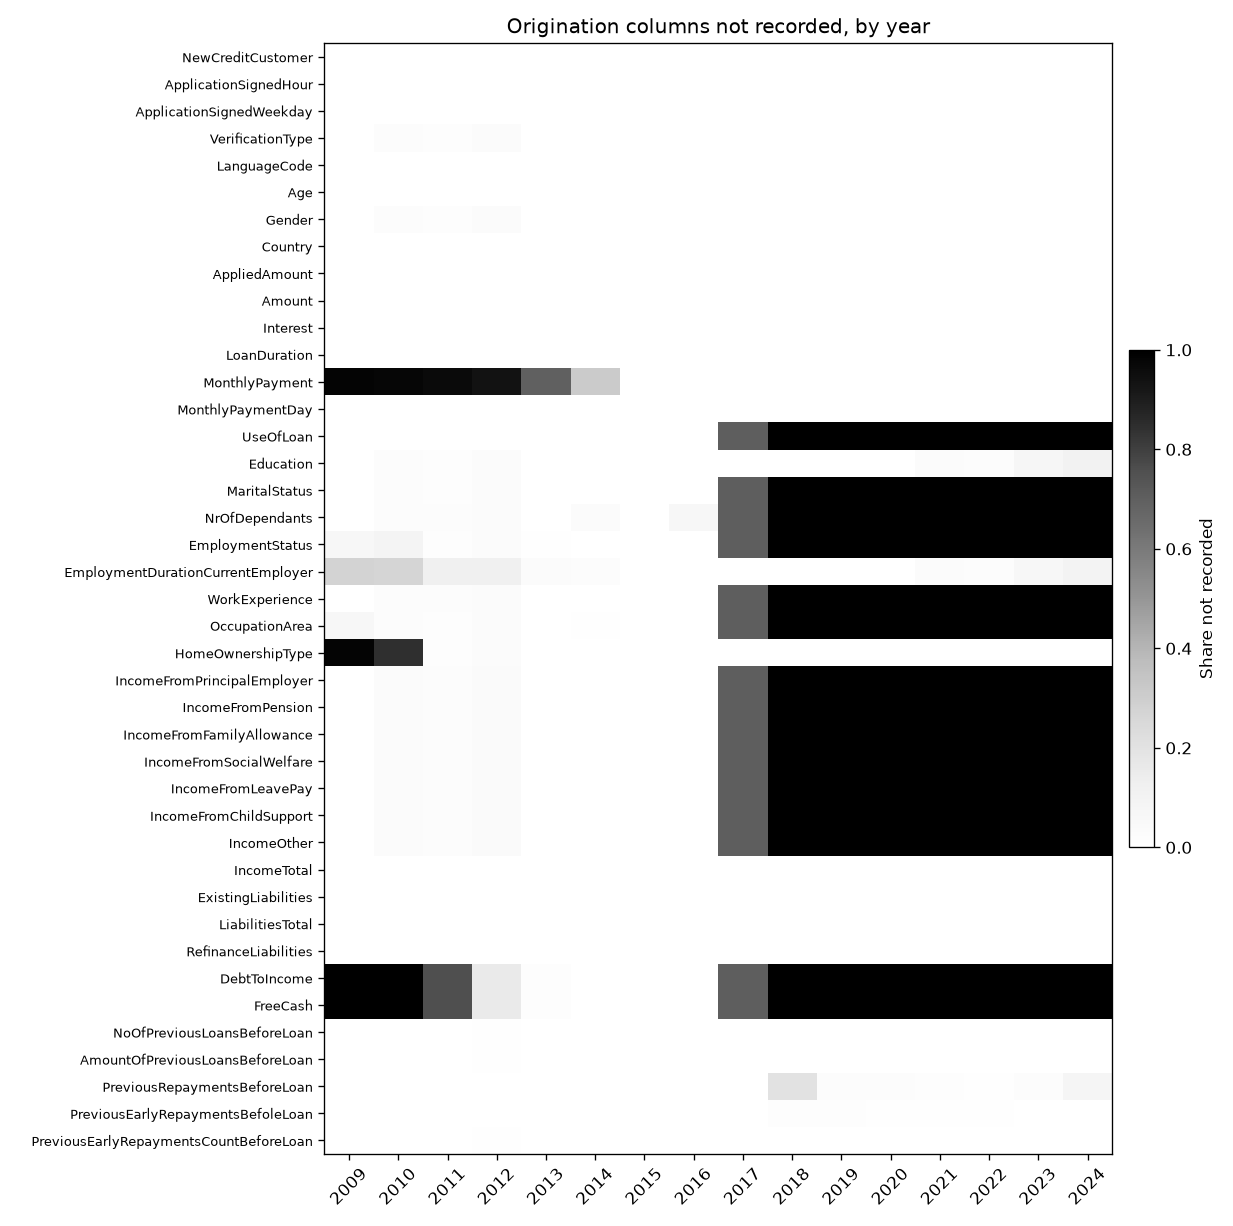 Origination columns not recorded, by year
NewCreditCustomer
ApplicationSignedHour
ApplicationSignedWeekday
VerificationType
LanguageCode
Age
Gender
Country
AppliedAmount
Amount
Interest
LoanDuration
MonthlyPayment
MonthlyPaymentDay
UseOfLoan
Education
MaritalStatus
NrOfDependants
EmploymentStatus
EmploymentDurationCurrentEmployer
WorkExperience
OccupationArea
HomeOwnershipType
IncomeFromPrincipalEmployer
IncomeFromPension
IncomeFromFamilyAllowance
IncomeFromSocialWelfare
IncomeFromLeavePay
IncomeFromChildSupport
IncomeOther
IncomeTotal
ExistingLiabilities
LiabilitiesTotal
RefinanceLiabilities
DebtToIncome
FreeCash
NoOfPreviousLoansBeforeLoan
AmountOfPreviousLoansBeforeLoan
PreviousRepaymentsBeforeLoan
PreviousEarlyRepaymentsBefoleLoan
PreviousEarlyRepaymentsCountBeforeLoan
2009
2010
2011
2012
2013
2014
2015
2016
2017
2018
2019
2020
2021
2022
2023
2024
1.0
0.8
0.6
0.4
0.2
0.0
Share not recorded